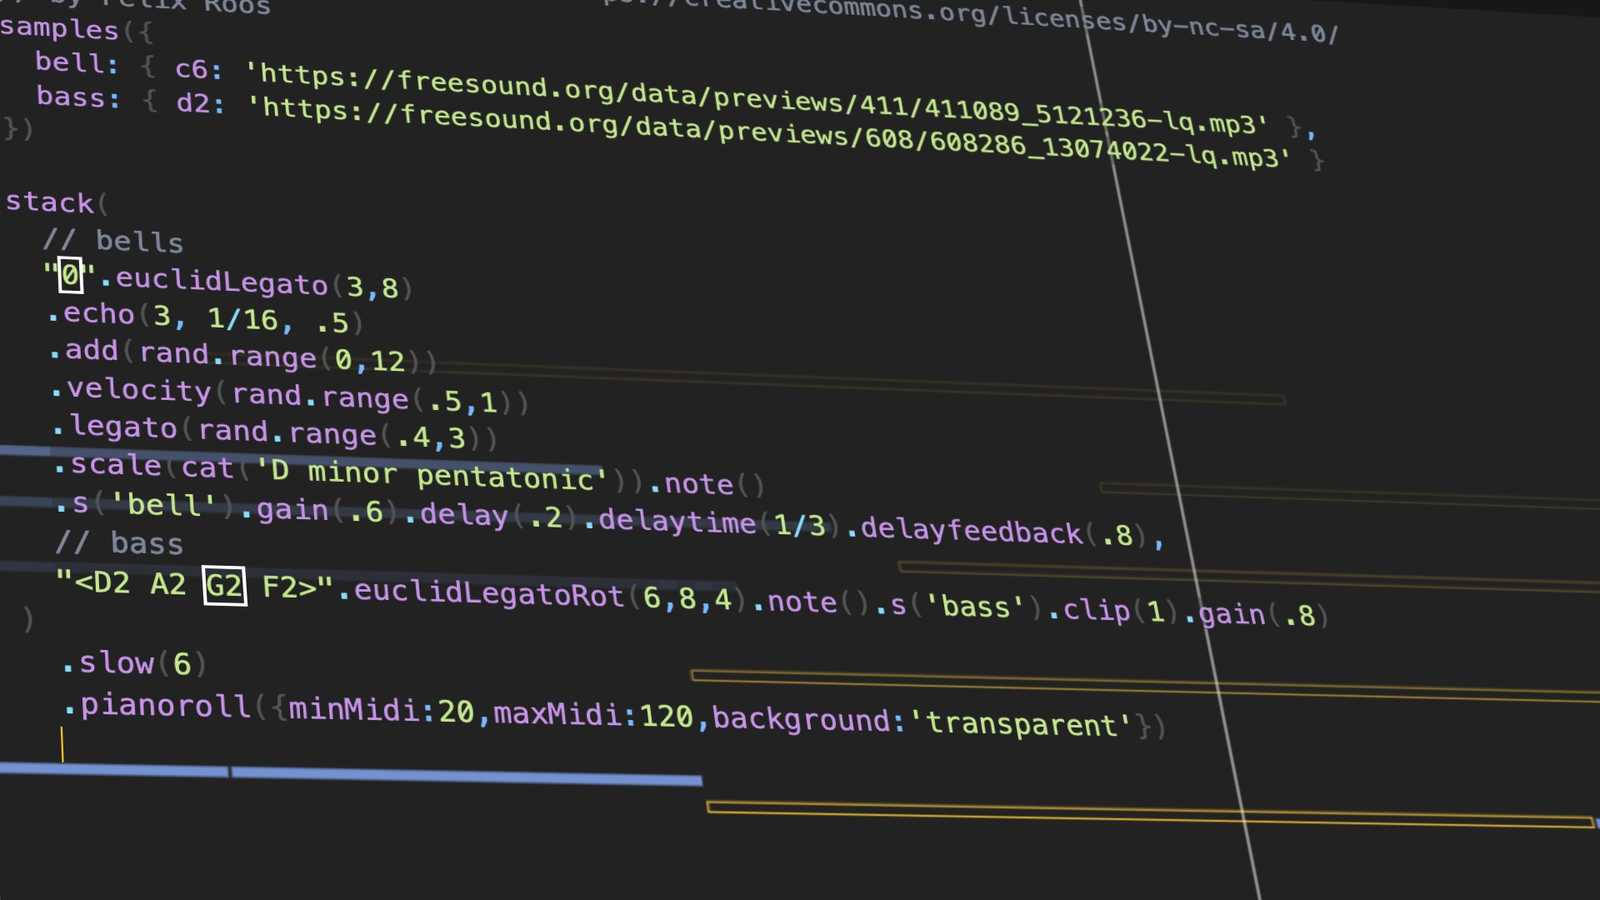 // by Felix Roos
ps://creativecommons.org/licenses/by-nc-sa/4.0/
samples({
bell: { c6: 'https://freesound.org/data/previews/411/411089_5121236-lq.mp3' },
bass: { d2: 'https://freesound.org/data/previews/608/608286_13074022-lq.mp3' }
})
stack(
// bells
"0".euclidLegato(3,8)
.echo(3, 1/16, .5)
.add(rand.range(0,12))
.velocity(rand.range(.5,1))
.legato(rand.range(.4,3))
.scale(cat('D minor pentatonic')).note()
.s('bell').gain(.6).delay(.2).delaytime(1/3).delayfeedback(.8),
// bass
"<D2 A2 G2 F2>".euclidLegatoRot(6,8,4).note().s('bass').clip(1).gain(.8)
)
.slow(6)
.pianoroll({minMidi:20,maxMidi:120,background:'transparent'})